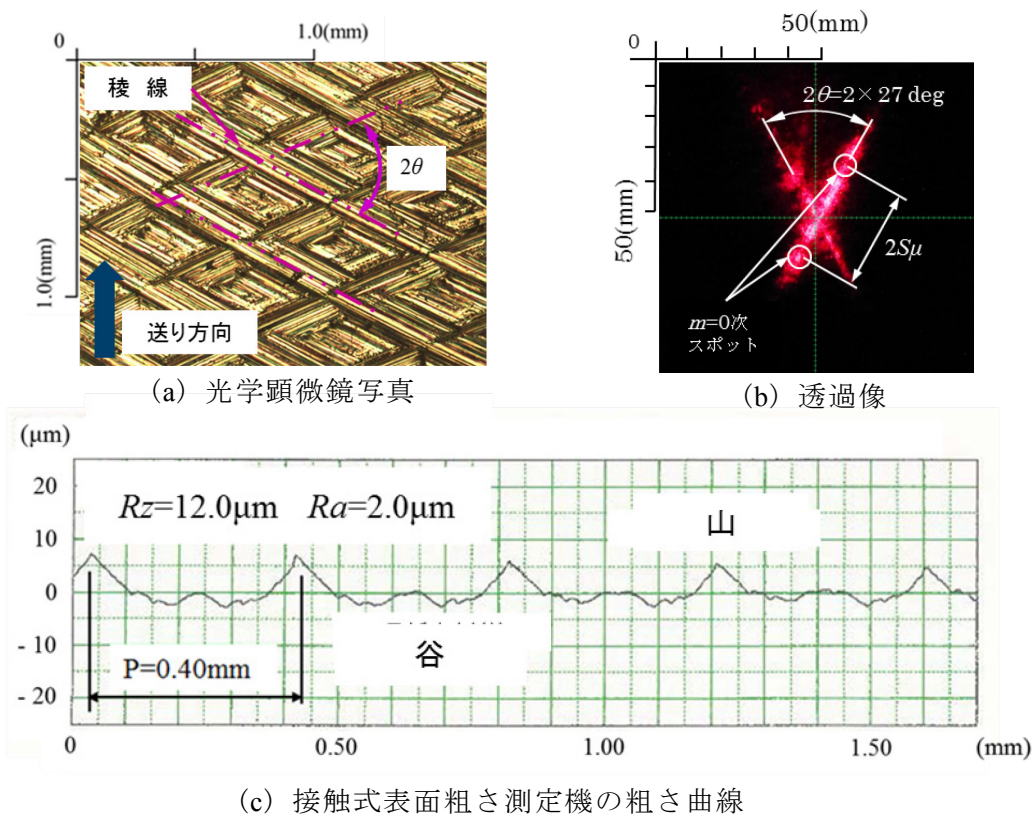 0
1.0(mm)
稜 線
2θ
1.0(mm)
送り方向
(a) 光学顕微鏡写真
50(mm)
0
2θ=2×27 deg
50(mm)
2Sμ
m=0次
スポット
(b) 透過像
(μm)
20
Rz=12.0μm Ra=2.0μm
山
10
0
- 10
谷
P=0.40mm
- 20
0
0.50
1.00
1.50
(mm)
(c) 接触式表面粗さ測定機の粗さ曲線